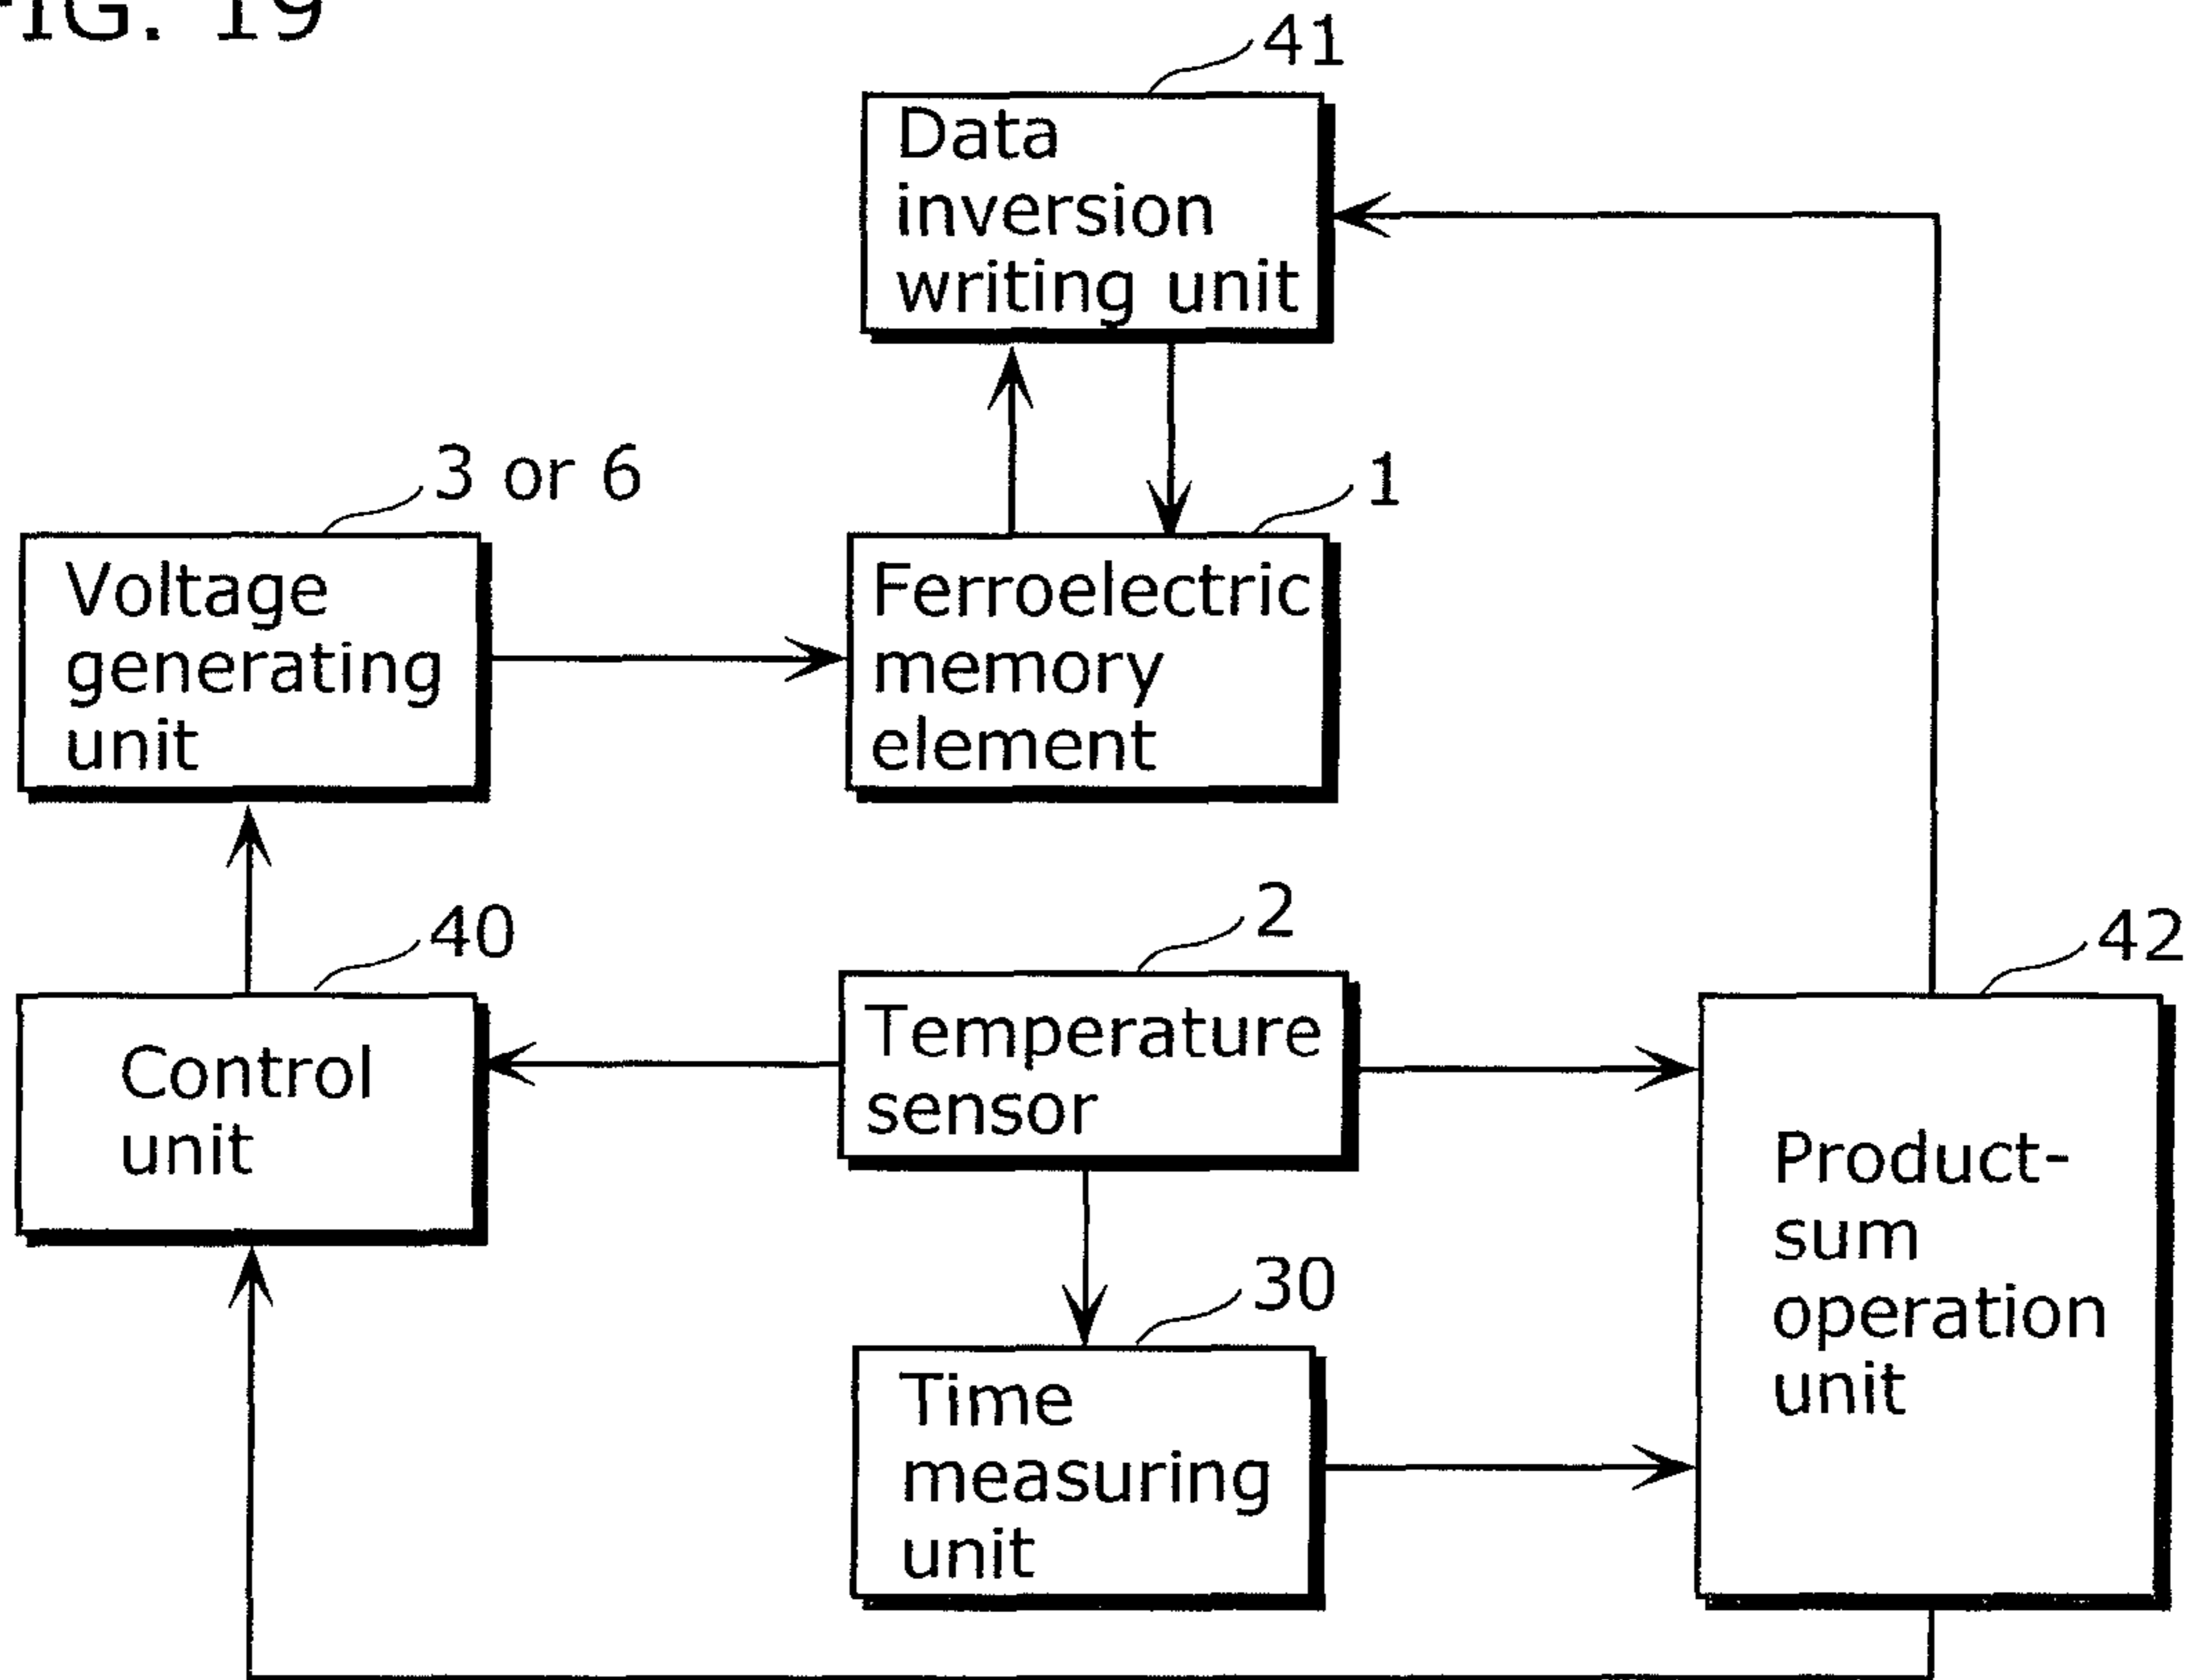 FIG. 19
41
Data
inversion
writing unit
3 or 6
1
Voltage
generating
unit
Ferroelectric
memory
element
40
2
42
Control
unit
Temperature
sensor
Product-
sum
operation
unit
30
Time
measuring
unit